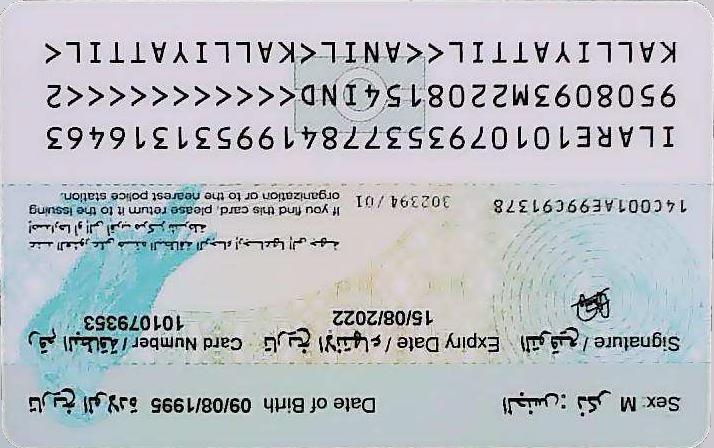 Sex: M الجنس: ذكر Date of Birth 09/08/1995 تاريخ الولادة
Signature / التوقيع Expiry Date / تاريخ الإنتهاء Card Number / رقم البطاقة
15/08/2022 101079353
عند العثور على هذه البطاقة الرجاء إرجاعها إلى جهة
إصدارها أو إلى أقرب مركز شرطة
14C001AE99C91378 302394/01 If you find this card, please return it to the issuing
organization or to the nearest police station.
ILARE1010793537784199531316463
9508093M2208154IND<<<<<<<<<<<2
KALLIYATTIL<<ANIL<KALLIYATTIL<